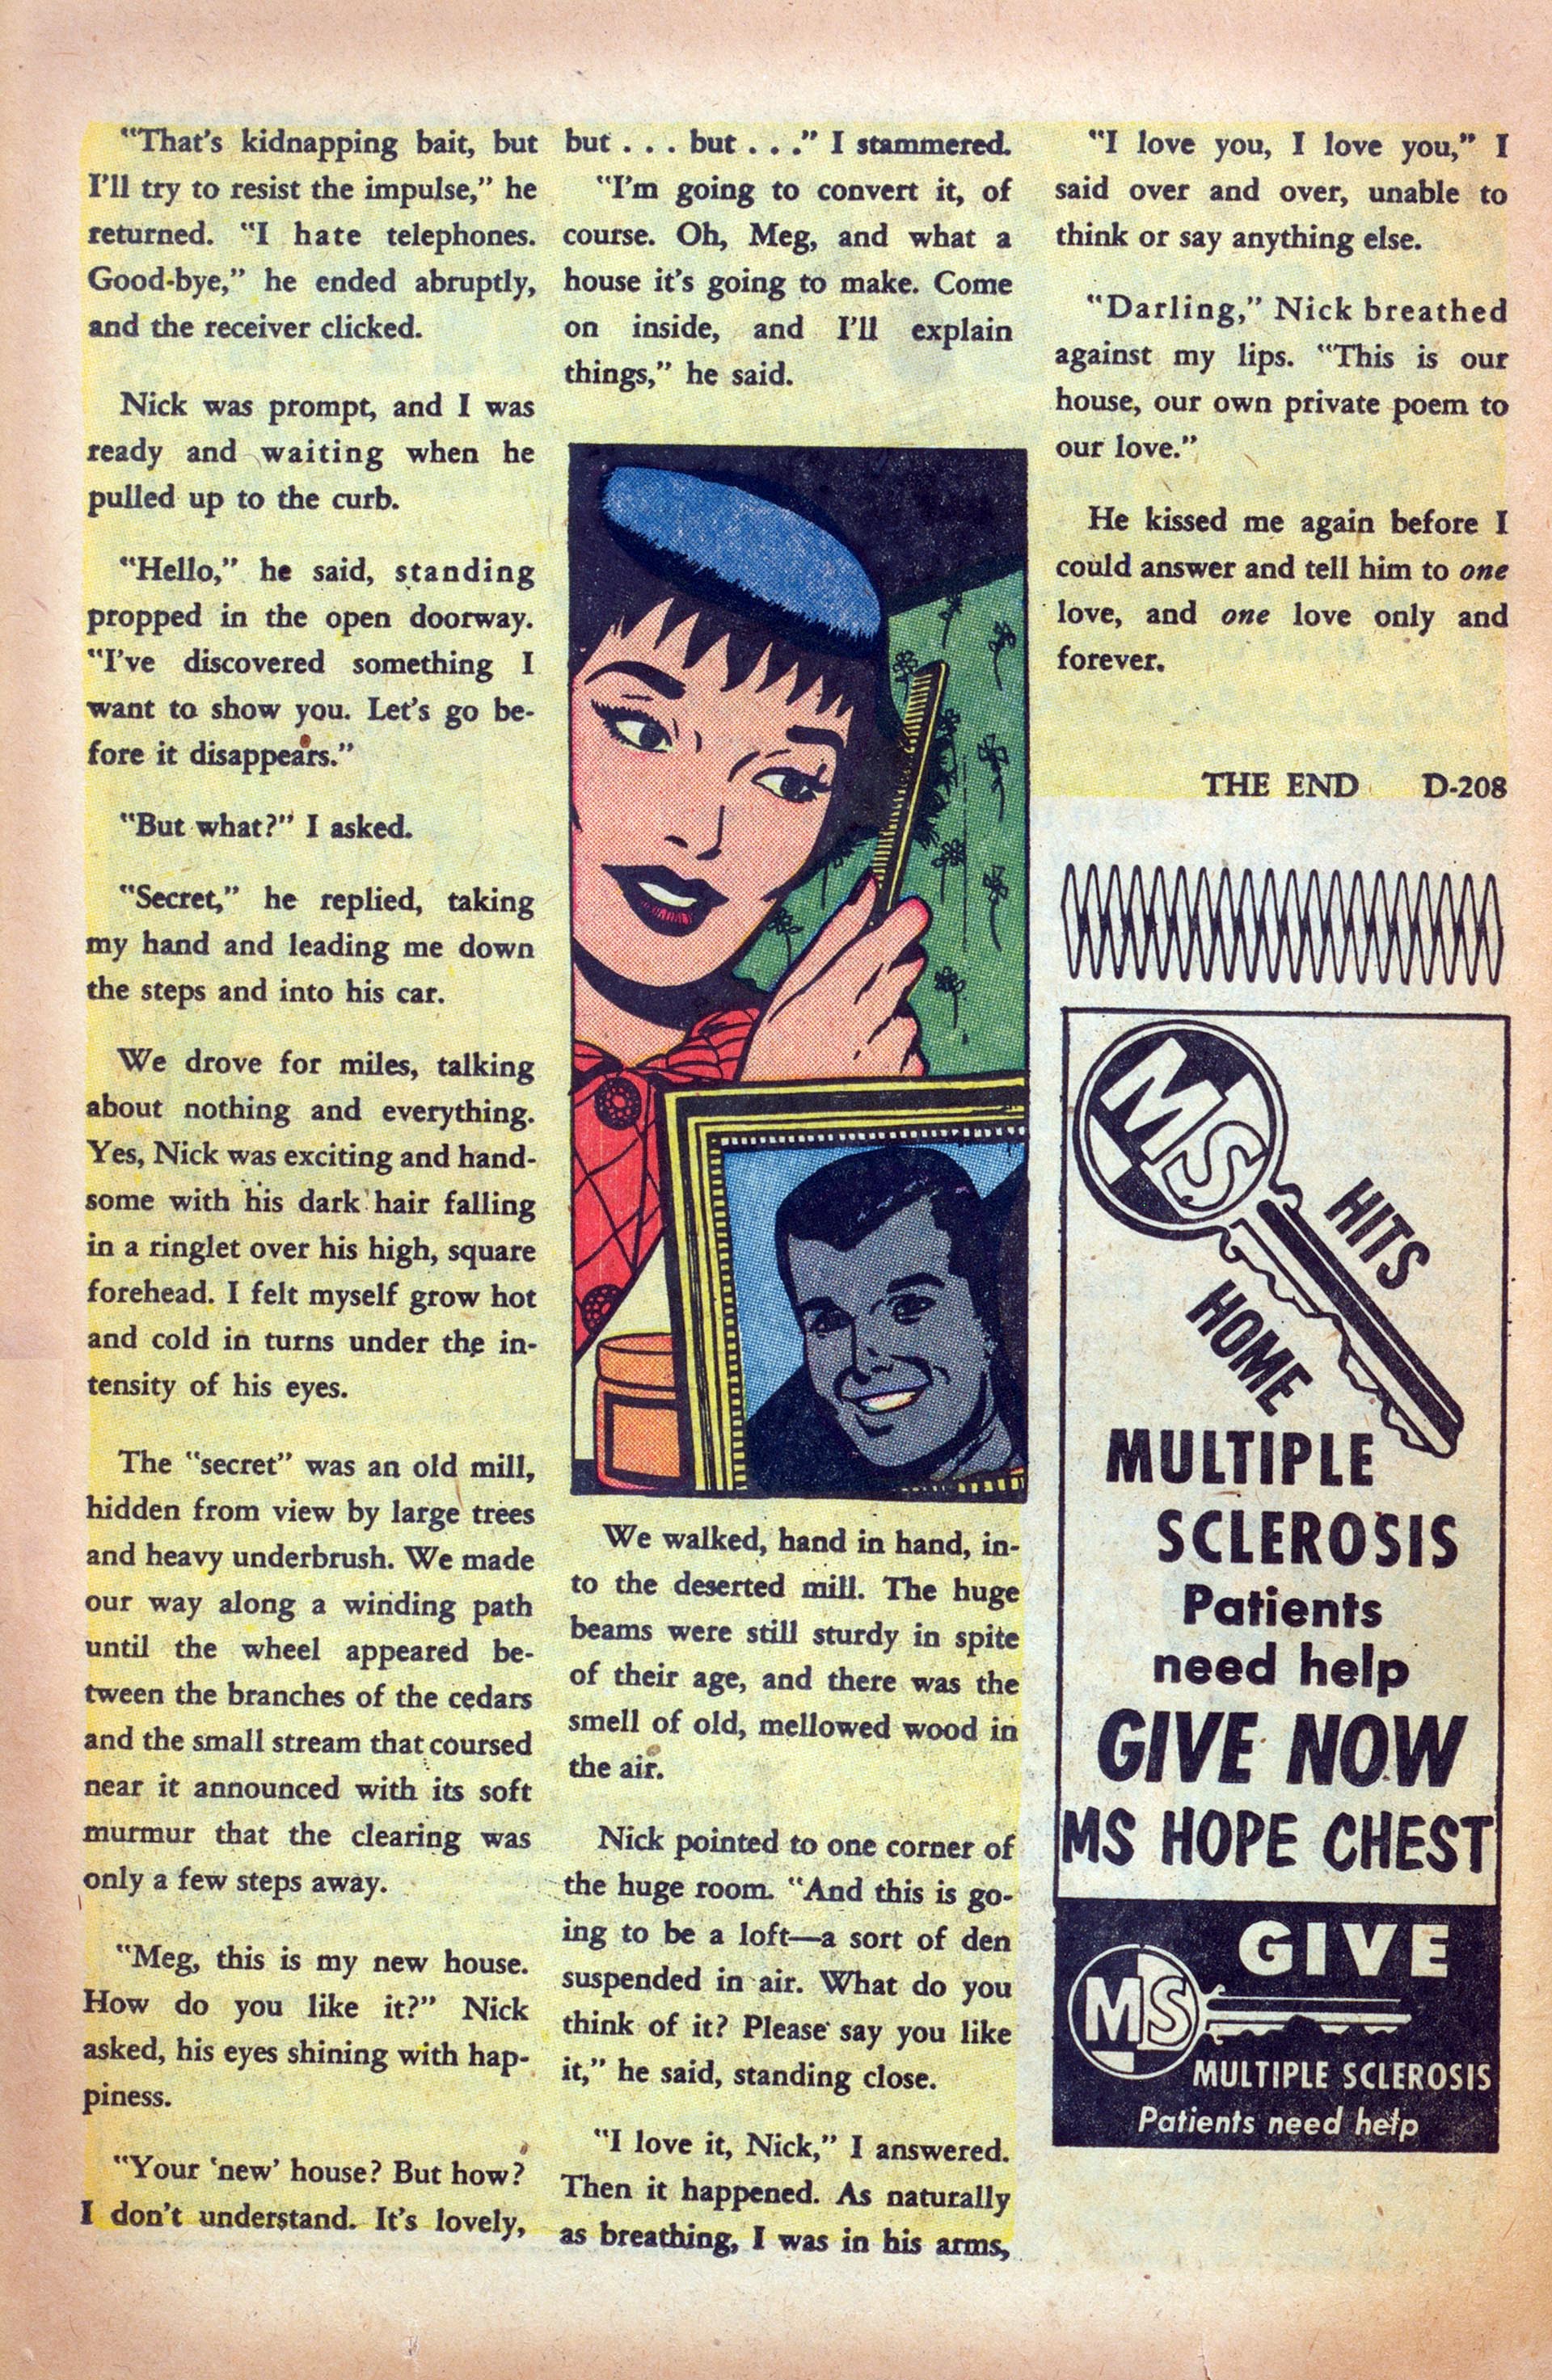 "That's kidnapping bait, but
I'll try to resist the impulse," he
returned. "I hate telephones.
Good-bye," he ended abruptly,
and the receiver clicked.
Nick was prompt, and I was
ready and waiting when he
pulled up to the curb.
"Hello," he said, standing
propped in the open doorway.
"I've discovered something I
want to show you. Let's go be-
fore it disappears."
"But what?" I asked.
"Secret," he replied, taking
my hand and leading me down
the steps and into his car.
We drove for miles, talking
about nothing and everything.
Yes, Nick was exciting and hand-
some with his dark hair falling
in a ringlet over his high, square
forehead. I felt myself grow hot
and cold in turns under the in-
tensity of his eyes.
The "secret" was an old mill,
hidden from view by large trees
and heavy underbrush. We made
our way along a winding path
until the wheel appeared be-
tween the branches of the cedars
and the small stream that coursed
near it announced with its soft
murmur that the clearing was
only a few steps away.
"Meg, this is my new house.
How do you like it?" Nick
asked, his eyes shining with hap-
piness.
"Your 'new' house? But how?
I don't understand. It's lovely,
but . . . but . . ." I stammered.
"I'm going to convert it, of
course. Oh, Meg, and what a
house it's going to make. Come
on inside, and I'll explain
things," he said.
We walked, hand in hand, in-
to the deserted mill. The huge
beams were still sturdy in spite
of their age, and there was the
smell of old, mellowed wood in
the air.
Nick pointed to one corner of
the huge room. "And this is go-
ing to be a loft—a sort of den
suspended in air. What do you
think of it? Please say you like
it," he said, standing close.
"I love it, Nick," I answered.
Then it happened. As naturally
as breathing, I was in his arms,
"I love you, I love you," I
said over and over, unable to
think or say anything else.
"Darling," Nick breathed
against my lips. "This is our
house, our own private poem to
our love."
He kissed me again before I
could answer and tell him to one
love, and one love only and
forever.
THE END D-208
MS
HITS
HOME
MULTIPLE
SCLEROSIS
Patients
need help
GIVE NOW
MS HOPE CHEST
GIVE
MS
MULTIPLE SCLEROSIS
Patients need help